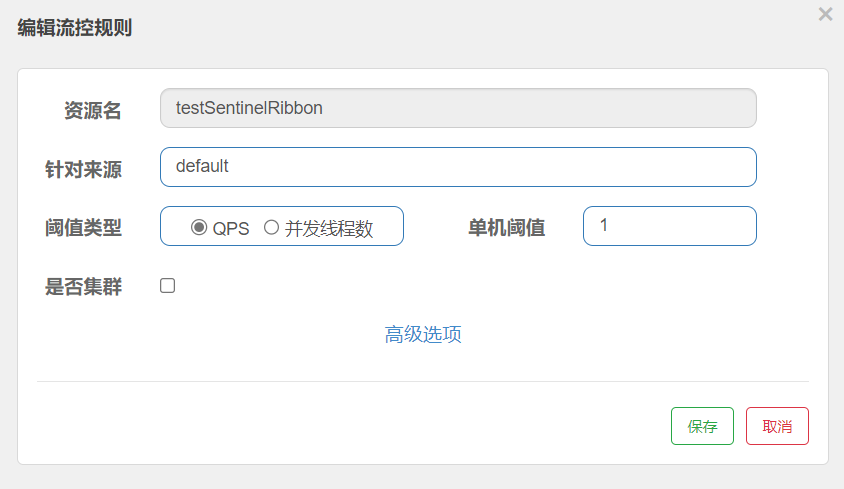 编辑流控规则
资源名 testSentinelRibbon
针对来源 default
阈值类型 QPS 并发线程数 单机阈值 1
是否集群
高级选项
保存 取消